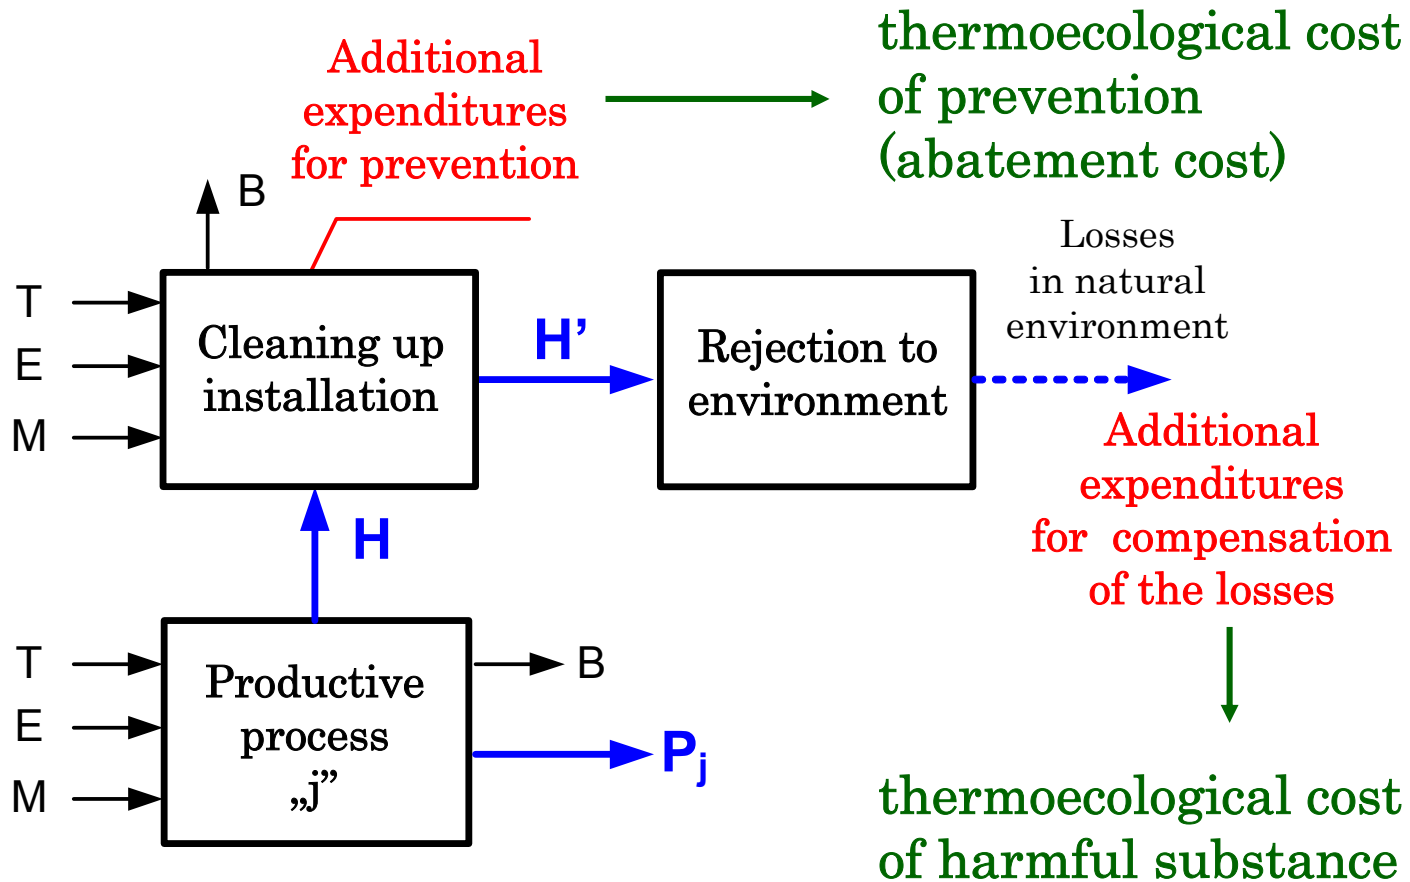 Additional
expenditures
for prevention
thermoecological cost
of prevention
(abatement cost)
B
T
E
M
Cleaning up
installation
H’
Rejection to
environment
Losses
in natural
environment
Additional
expenditures
for compensation
of the losses
H
T
E
M
Productive
process
„j”
B
Pj
thermoecological cost
of harmful substance